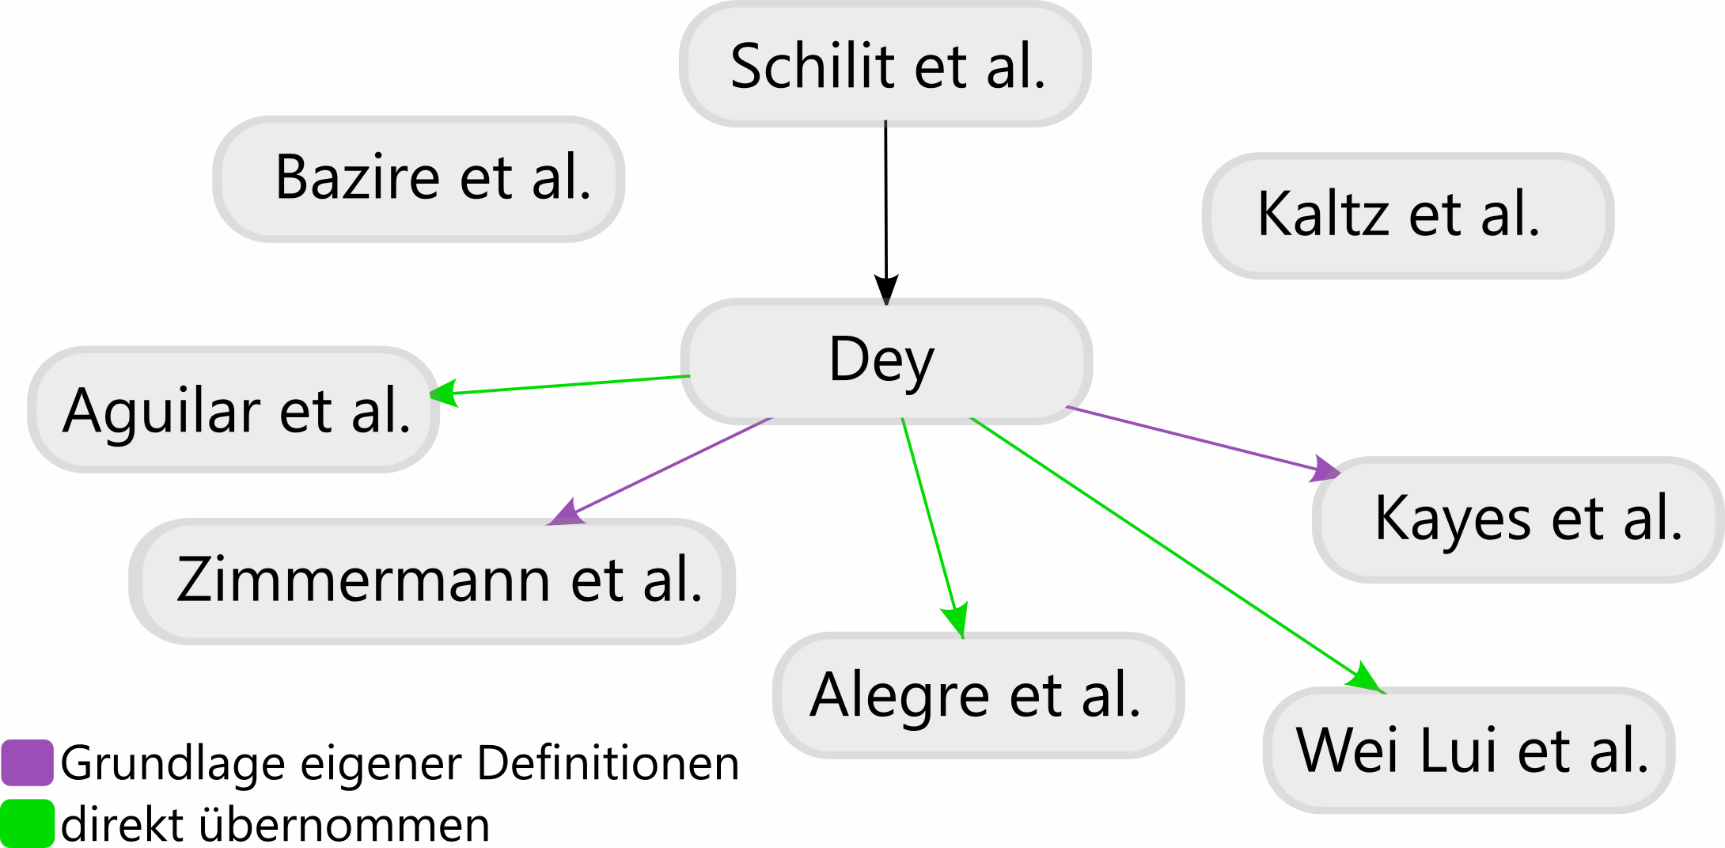 Schilit et al.
Bazire et al.
Kaltz et al.
Dey
Aguilar et al.
Kayes et al.
Zimmermann et al.
Alegre et al.
Wei Lui et al.
Grundlage eigener Definitionen
direkt übernommen